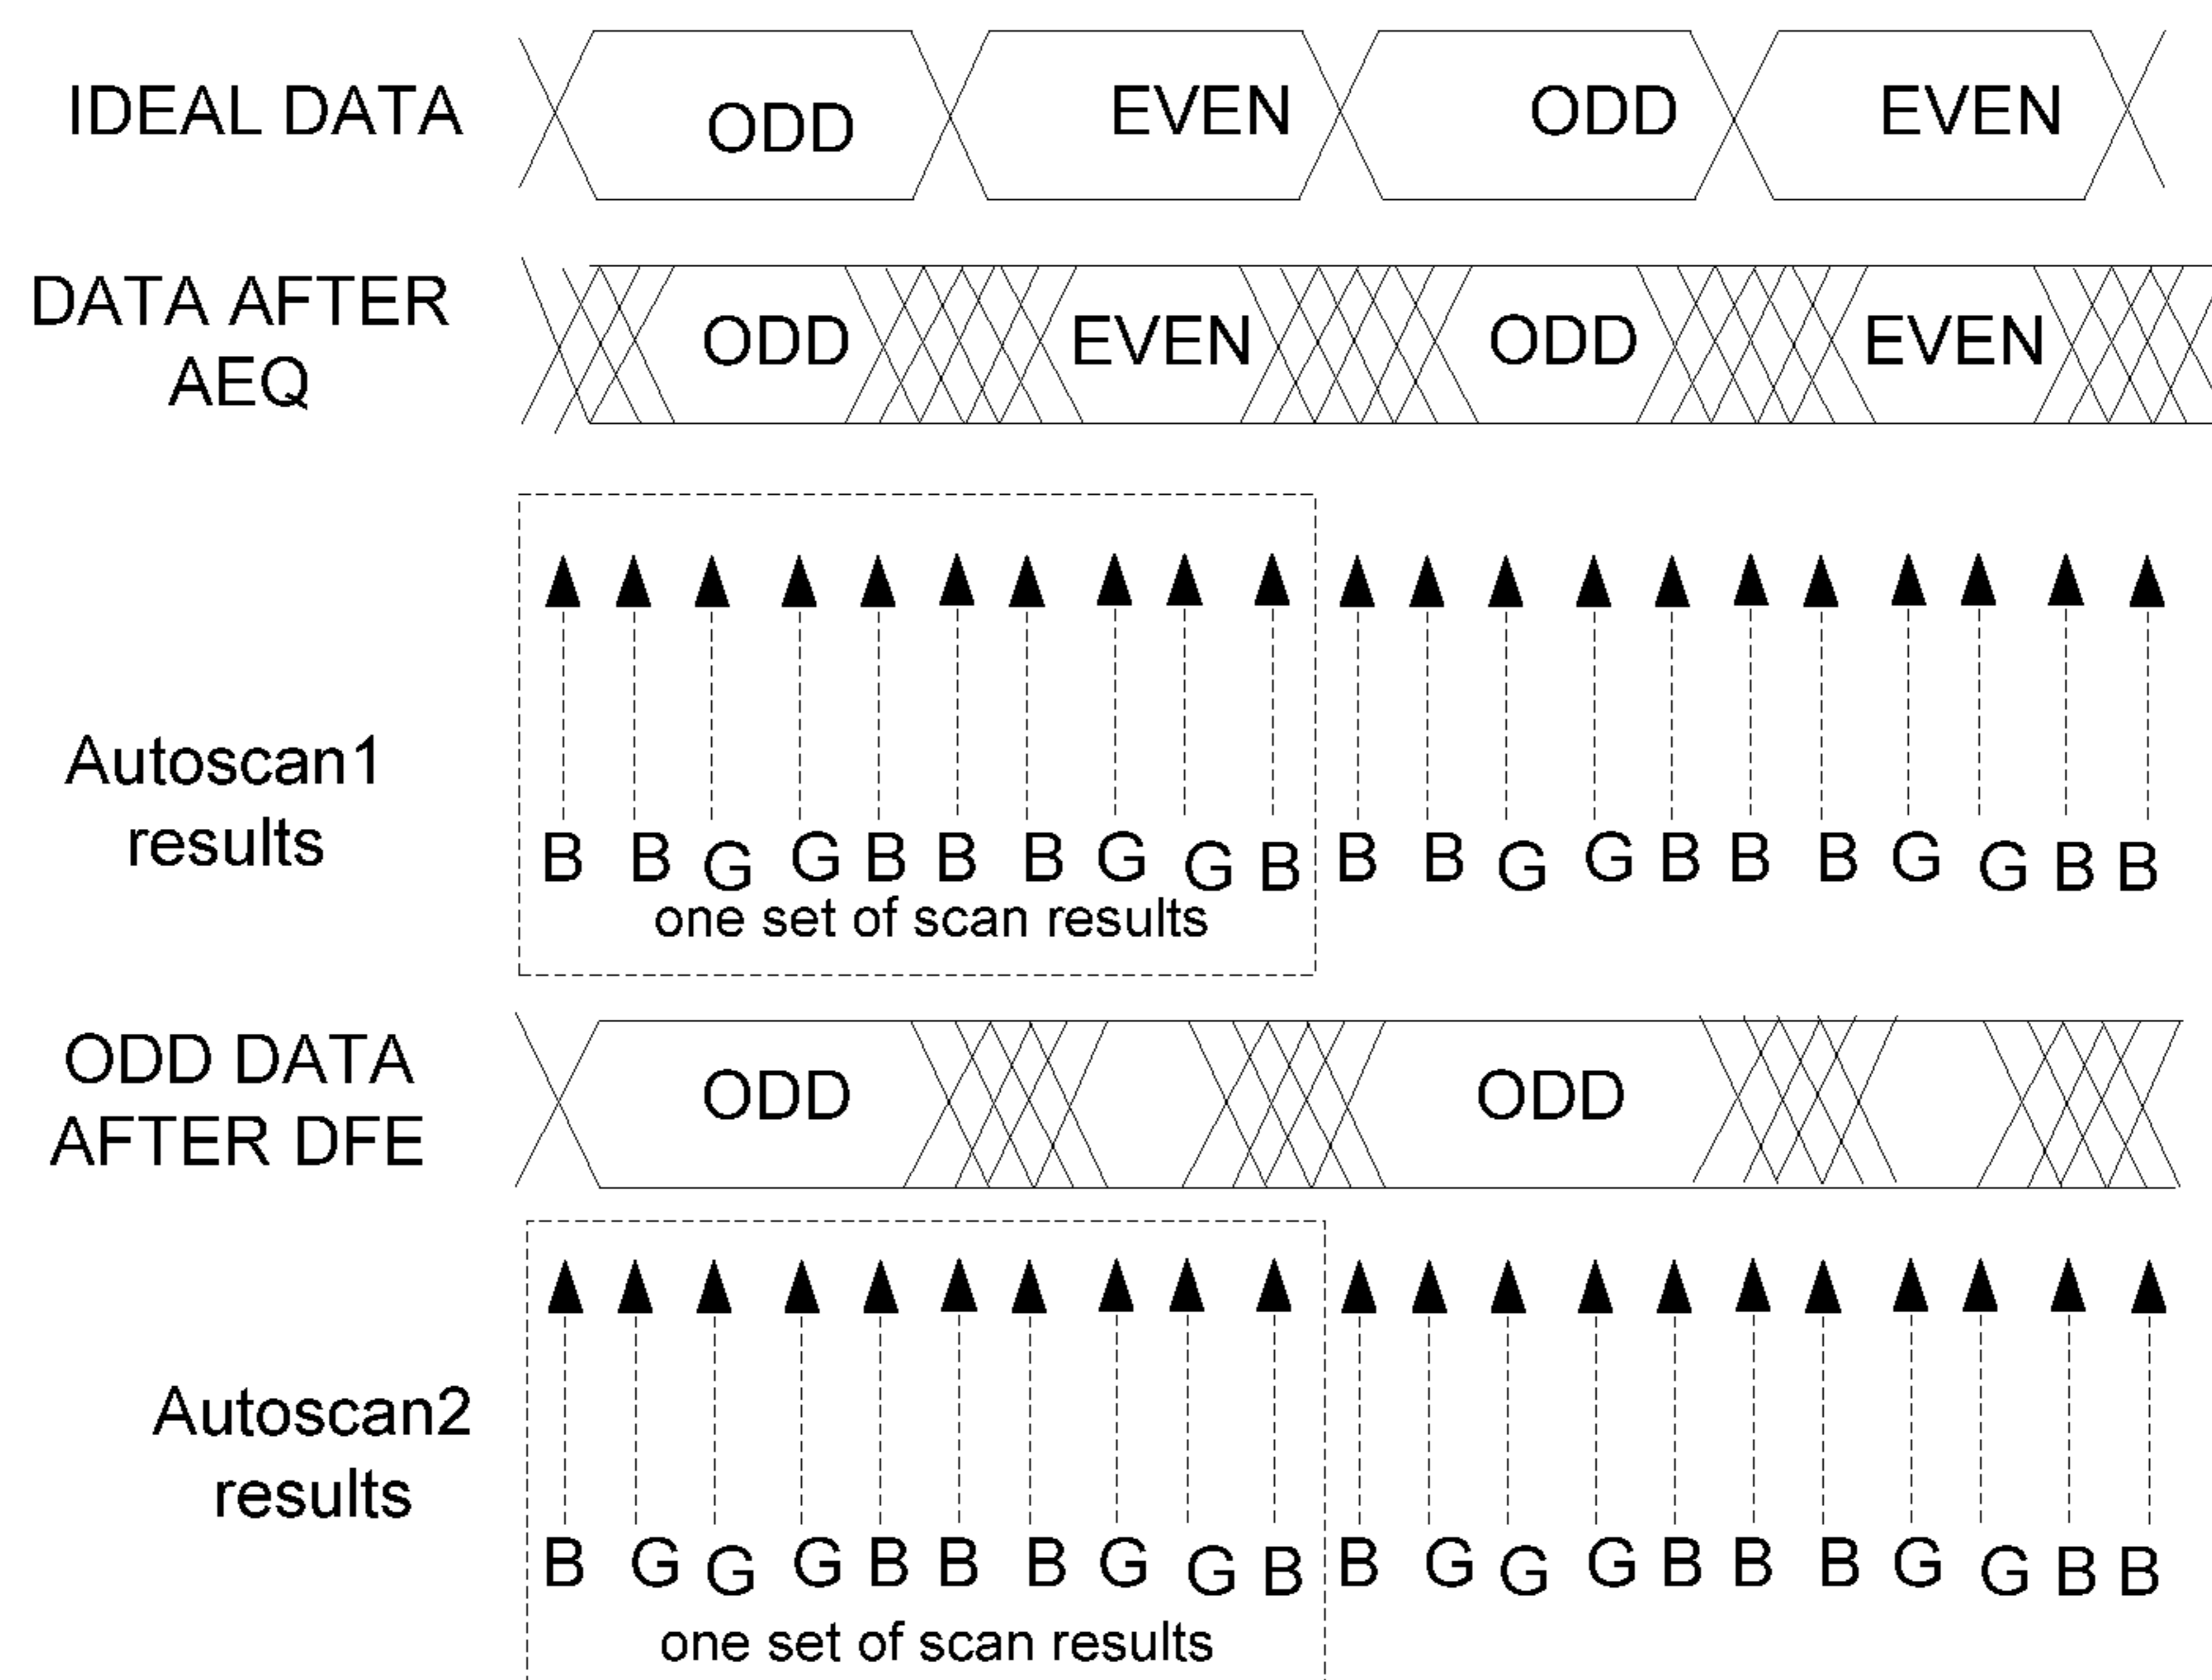 IDEAL DATA
ODD EVEN ODD EVEN
DATA AFTER
AEQ
ODD EVEN ODD EVEN
Autoscan1
results
B B G G B B B G G B B B G G B B B G G B B
one set of scan results
ODD DATA
AFTER DFE
ODD ODD
Autoscan2
results
B G G G B B B G G B B G G G B B B G G B B
one set of scan results